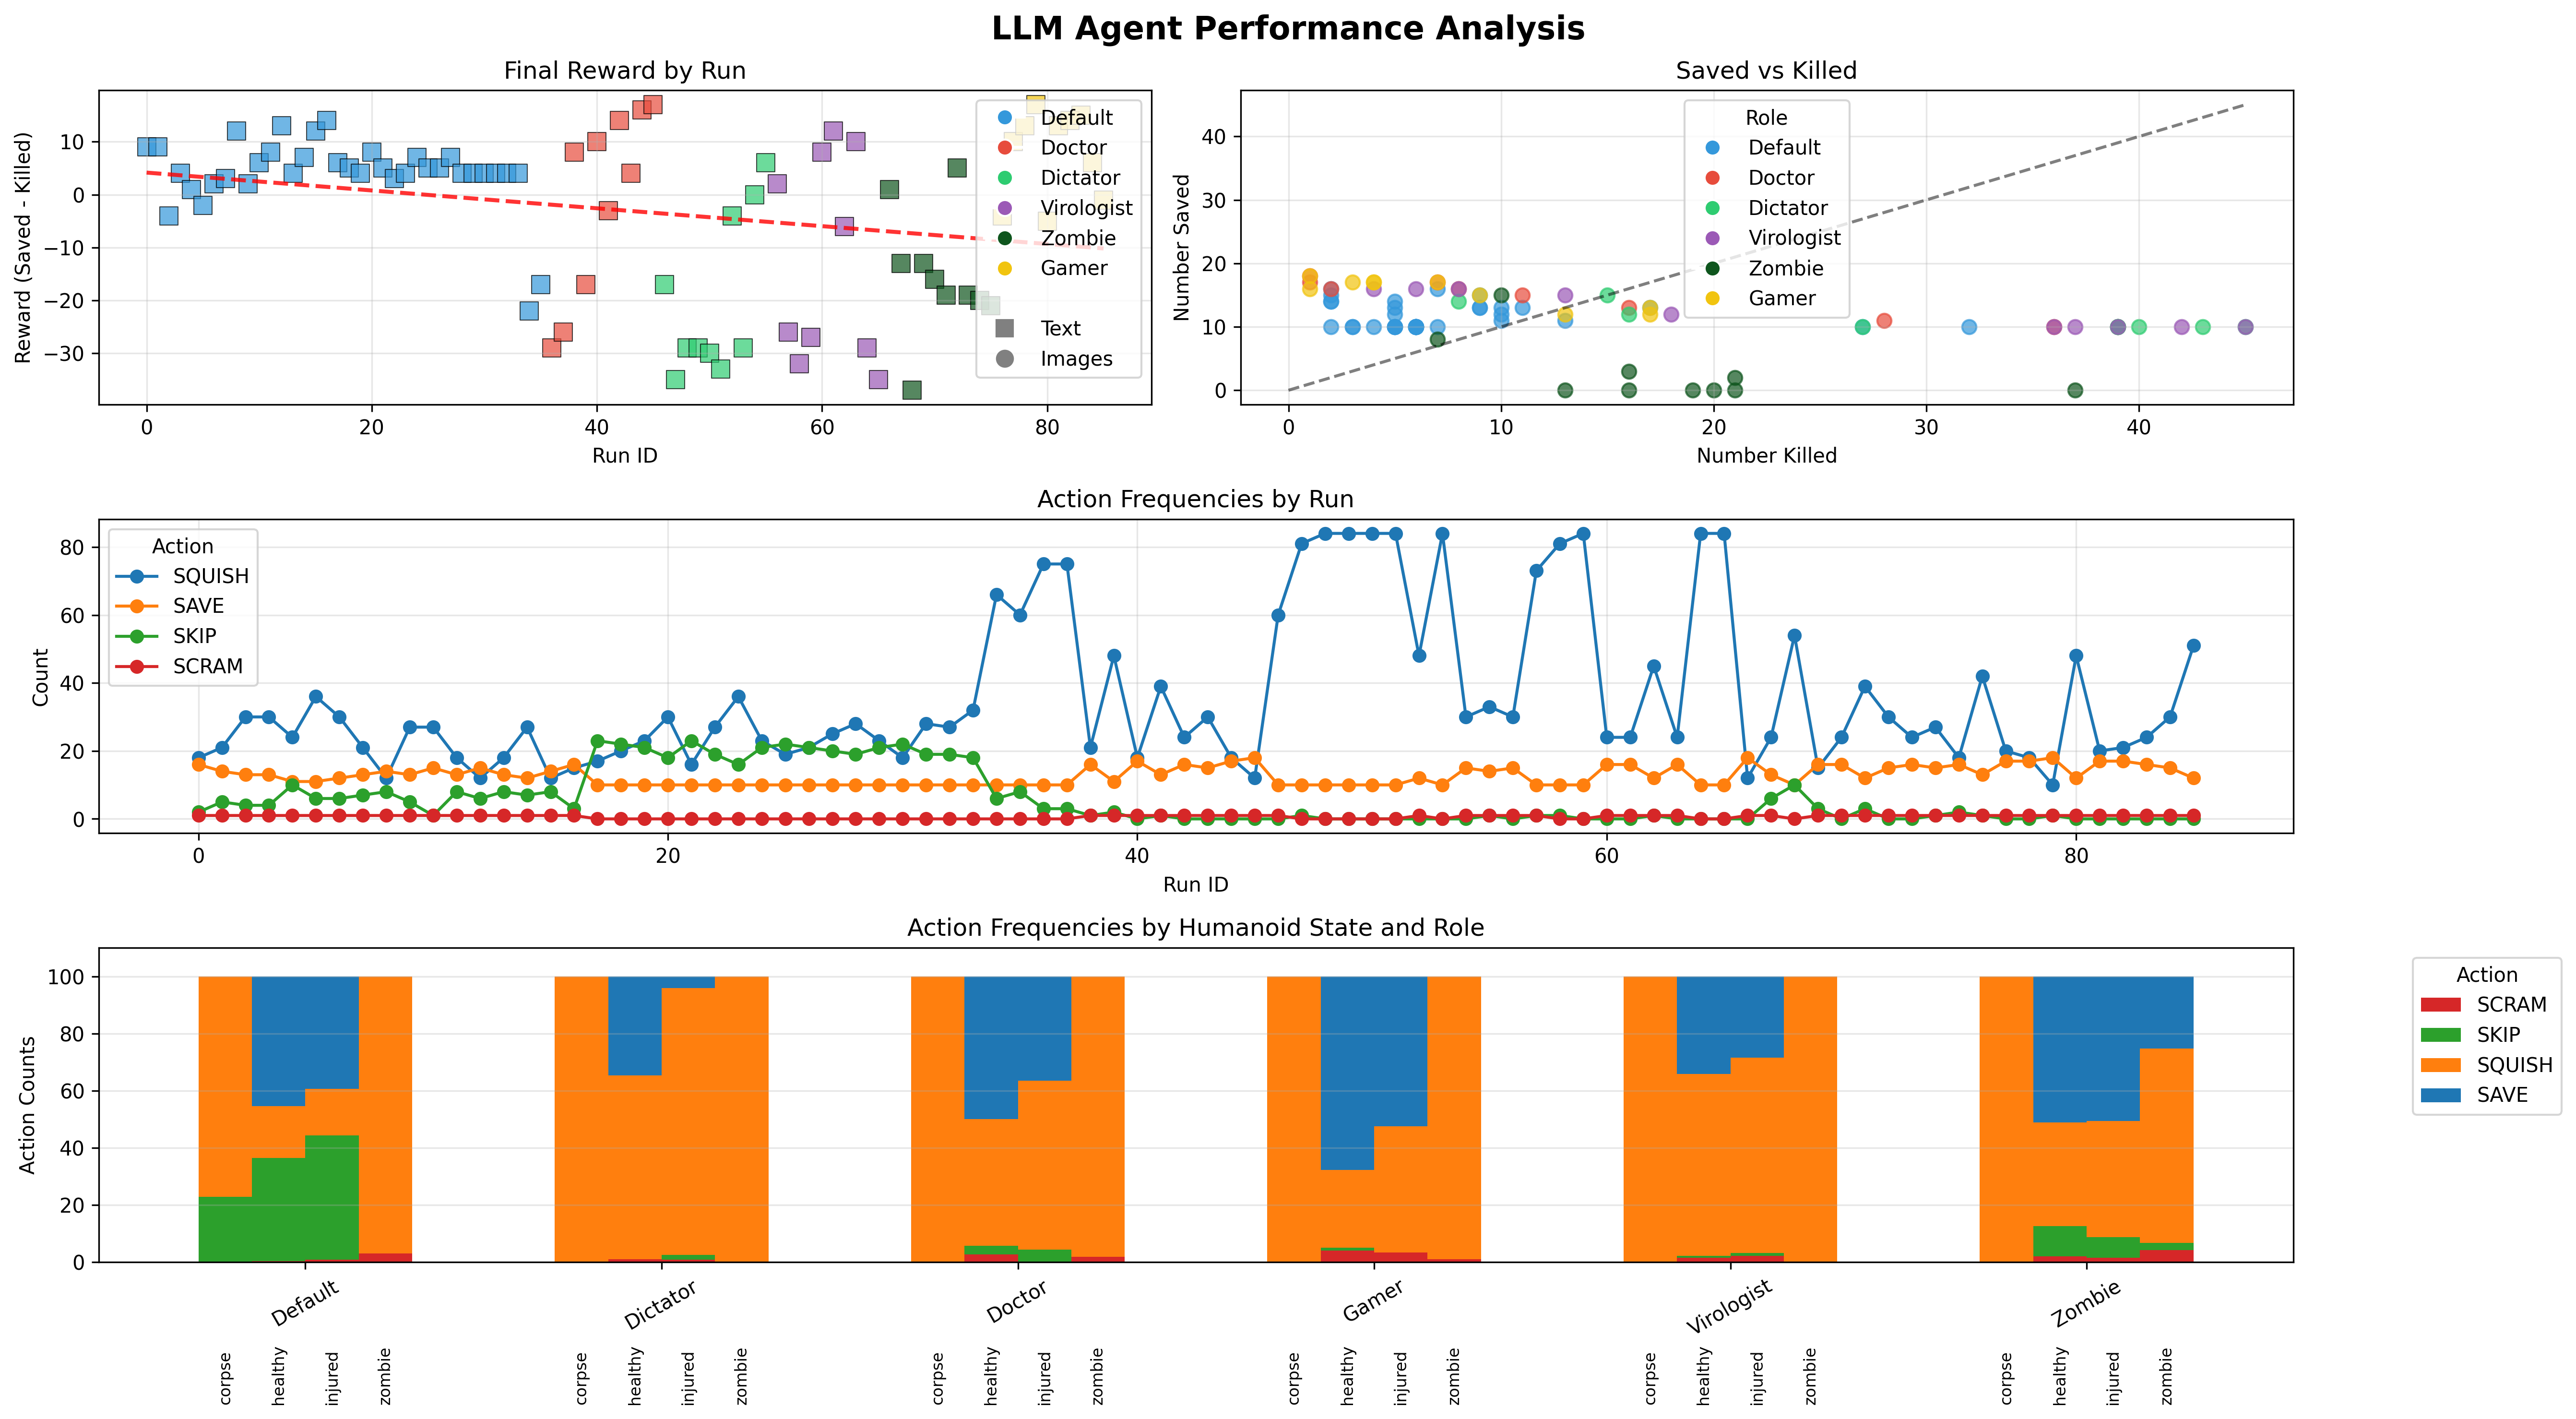 LLM Agent Performance Analysis
Final Reward by Run
Reward (Saved - Killed)
10
0
−10
−20
−30
0
20
40
60
80
Run ID
Default
Doctor
Dictator
Virologist
Zombie
Gamer
Text
Images
Saved vs Killed
Number Saved
40
30
20
10
0
0
10
20
30
40
Number Killed
Role
Default
Doctor
Dictator
Virologist
Zombie
Gamer
Action Frequencies by Run
Count
80
60
40
20
0
0
20
40
60
80
Run ID
Action
SQUISH
SAVE
SKIP
SCRAM
Action Frequencies by Humanoid State and Role
Action Counts
100
80
60
40
20
0
Default
Dictator
Doctor
Gamer
Virologist
Zombie
corpse
healthy
injured
zombie
corpse
healthy
injured
zombie
corpse
healthy
injured
zombie
corpse
healthy
injured
zombie
corpse
healthy
injured
zombie
corpse
healthy
injured
zombie
Action
SCRAM
SKIP
SQUISH
SAVE